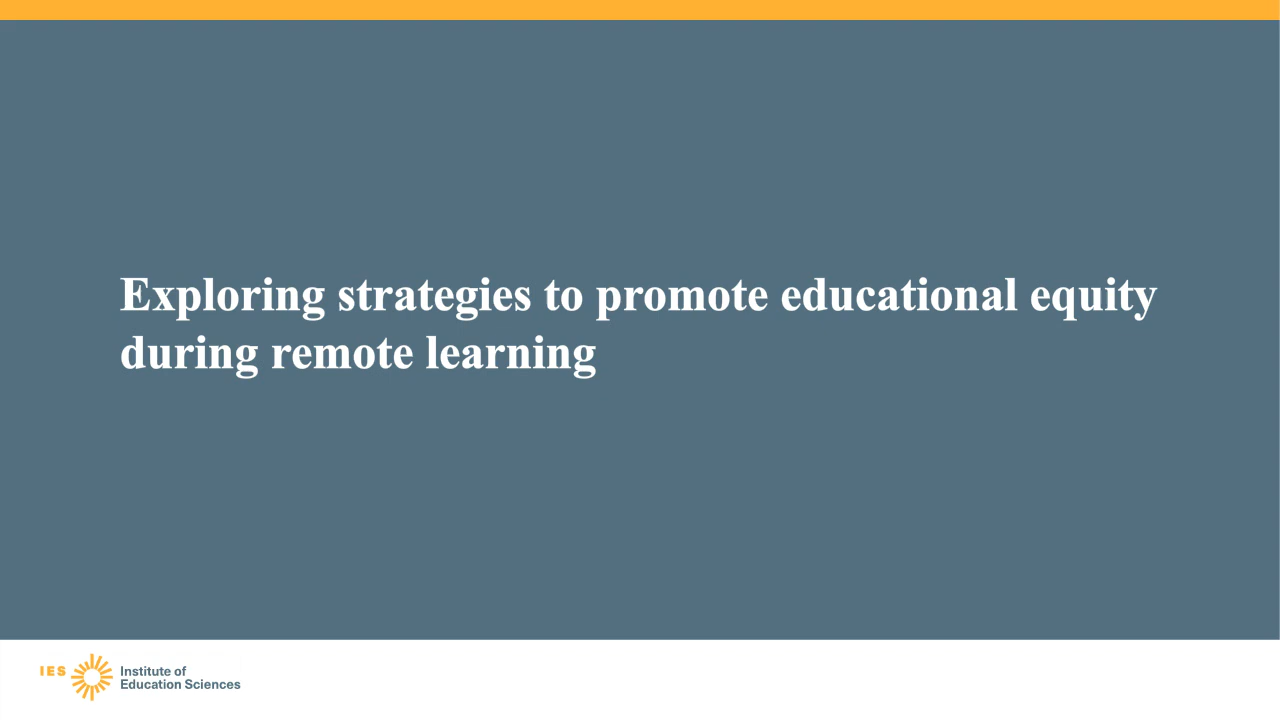 Exploring strategies to promote educational equity
during remote learning
IES
Institute of
Education Sciences